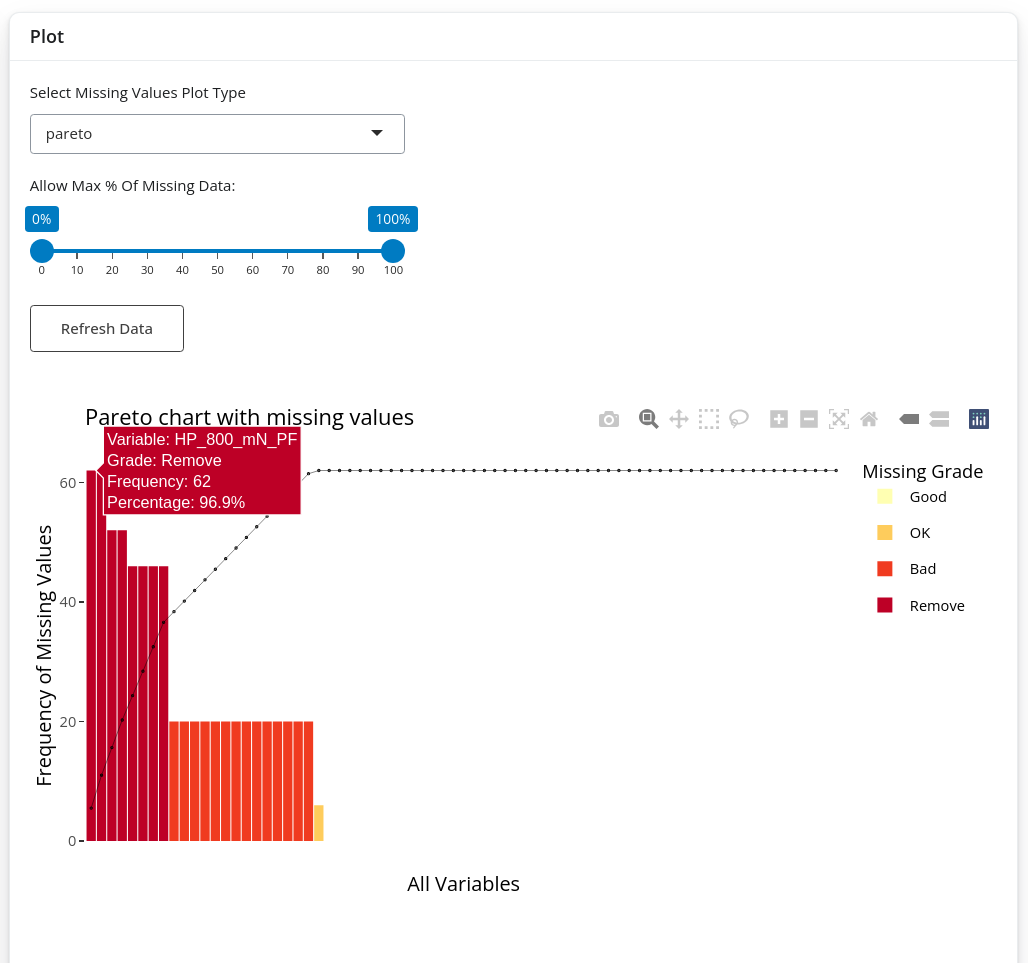 Plot
Select Missing Values Plot Type
pareto
Allow Max % Of Missing Data:
0% 100%
0 10 20 30 40 50 60 70 80 90 100
Refresh Data
Pareto chart with missing values
Variable: HP_800_mN_PF
Grade: Remove
Frequency: 62
Percentage: 96.9%
60
40
20
0
Frequency of Missing Values
All Variables
Missing Grade
Good
OK
Bad
Remove